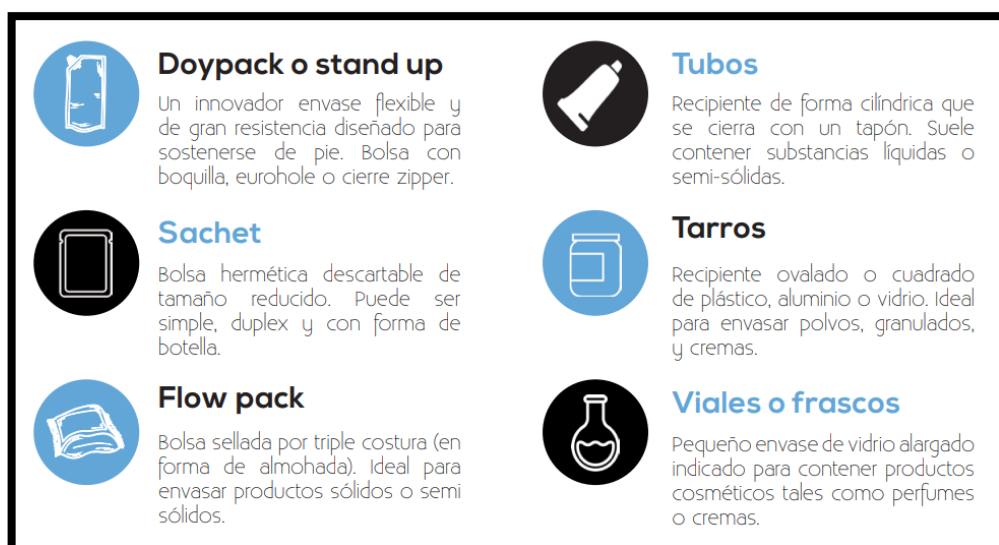 Doypack o stand up
Un innovador envase flexible y
de gran resistencia diseñado para
sostenerse de pie. Bolsa con
boquilla, eurohole o cierre zipper.
Sachet
Bolsa hermética descartable de
tamaño reducido. Puede ser
simple, duplex y con forma de
botella.
Flow pack
Bolsa sellada por triple costura (en
forma de almohada). Ideal para
envasar productos sólidos o semi
sólidos.
Tubos
Recipiente de forma cilíndrica que
se cierra con un tapón. Suele
contener substancias líquidas o
semi-sólidas.
Tarros
Recipiente ovalado o cuadrado
de plástico, aluminio o vidrio. Ideal
para envasar polvos, granulados,
y cremas.
Viales o frascos
Pequeño envase de vidrio alargado
indicado para contener productos
cosméticos tales como perfumes
o cremas.